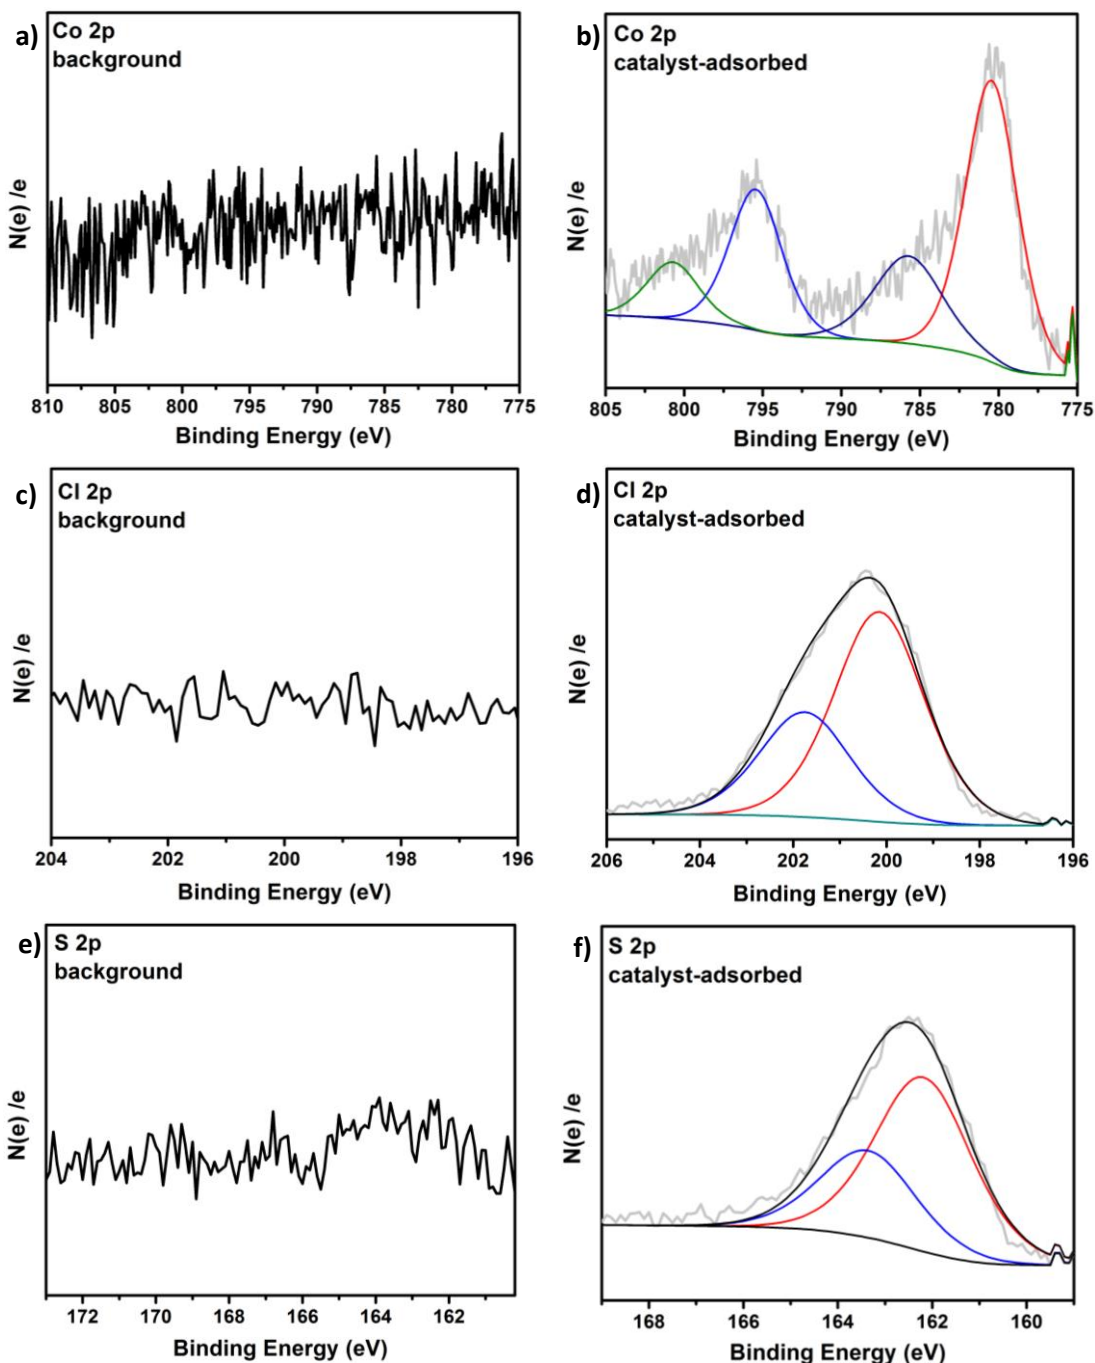 a)
Co 2p
background
N(e) /e
810 805 800 795 790 785 780 775
Binding Energy (eV)
b)
Co 2p
catalyst-adsorbed
N(e) /e
805 800 795 790 785 780 775
Binding Energy (eV)
c)
Cl 2p
background
N(e) /e
204 202 200 198 196
Binding Energy (eV)
d)
Cl 2p
catalyst-adsorbed
N(e) /e
206 204 202 200 198 196
Binding Energy (eV)
e)
S 2p
background
N(e) /e
172 170 168 166 164 162
Binding Energy (eV)
f)
S 2p
catalyst-adsorbed
N(e) /e
168 166 164 162 160
Binding Energy (eV)